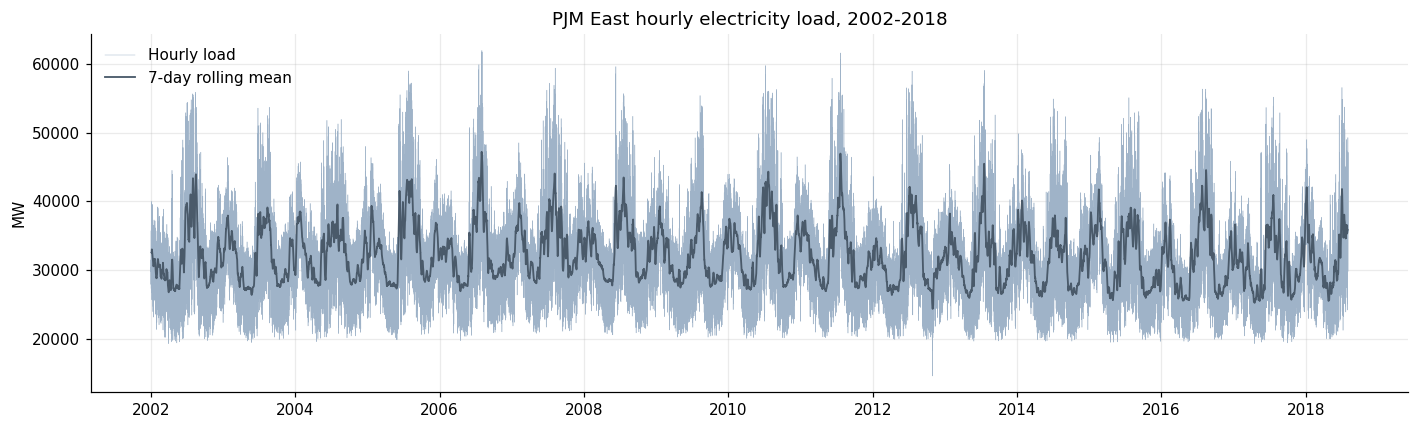 PJM East hourly electricity load, 2002-2018
Hourly load
7-day rolling mean
60000
50000
40000
30000
20000
MW
2002 2004 2006 2008 2010 2012 2014 2016 2018